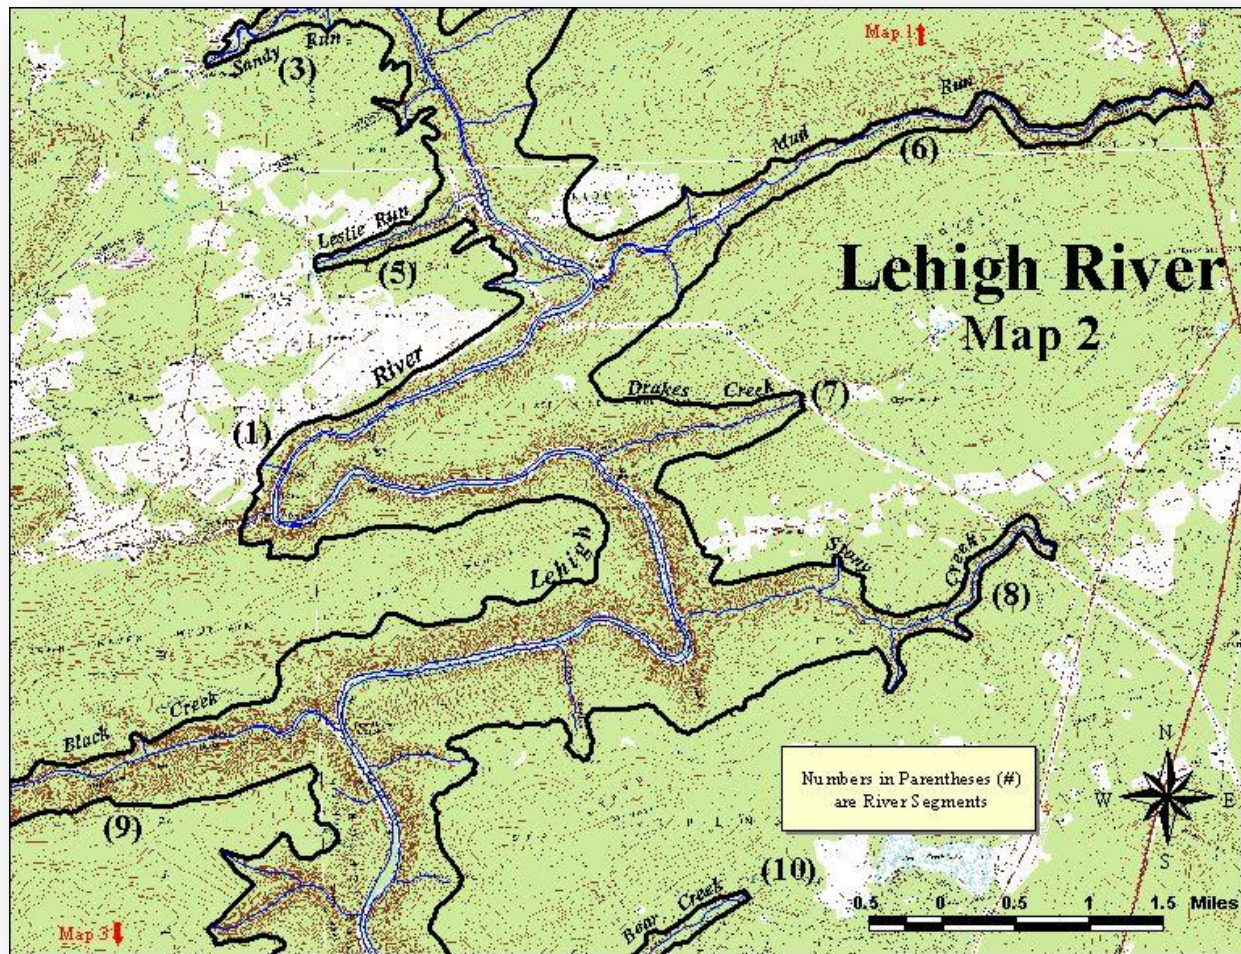 Map 1
Sandy Run
(3)
Run
Mud
(6)
Leslie Run
(5)
Lehigh River
Map 2
River
Drakes Creek
(7)
(1)
Lehigh
Stony
Creek
(8)
Creek
Black
(9)
Numbers in Parentheses (#)
are River Segments
N
W E
S
(10)
Bear Creek
0.5 0 0.5 1 1.5 Miles
Map 3